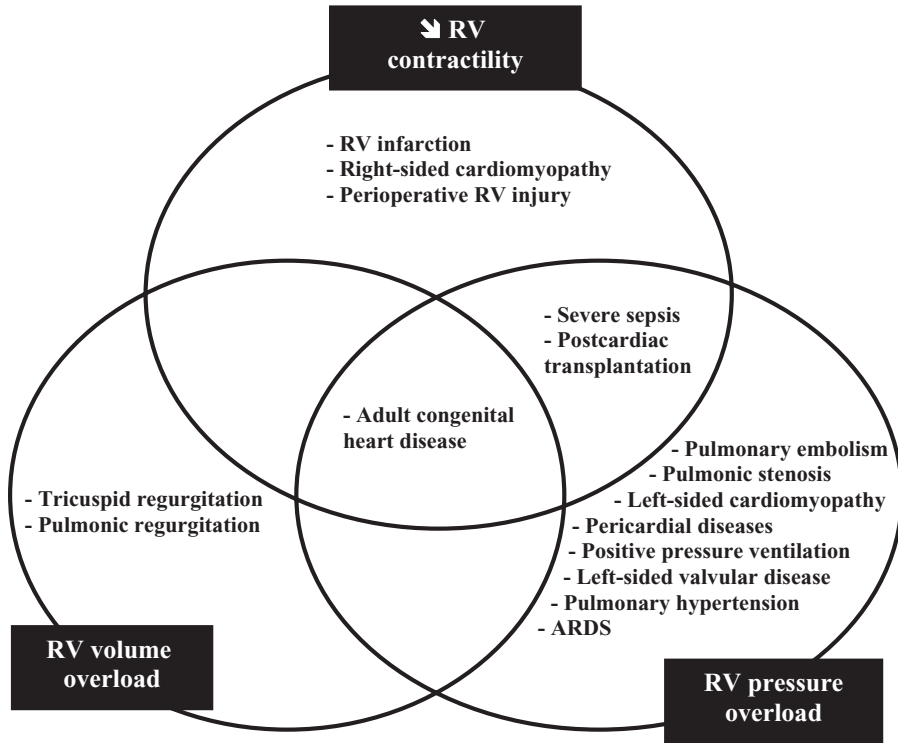 ⬊ RV
contractility
- RV infarction
- Right-sided cardiomyopathy
- Perioperative RV injury
- Severe sepsis
- Postcardiac
transplantation
- Adult congenital
heart disease
- Tricuspid regurgitation
- Pulmonic regurgitation
- Pulmonary embolism
- Pulmonic stenosis
- Left-sided cardiomyopathy
- Pericardial diseases
- Positive pressure ventilation
- Left-sided valvular disease
- Pulmonary hypertension
- ARDS
RV volume
overload
RV pressure
overload